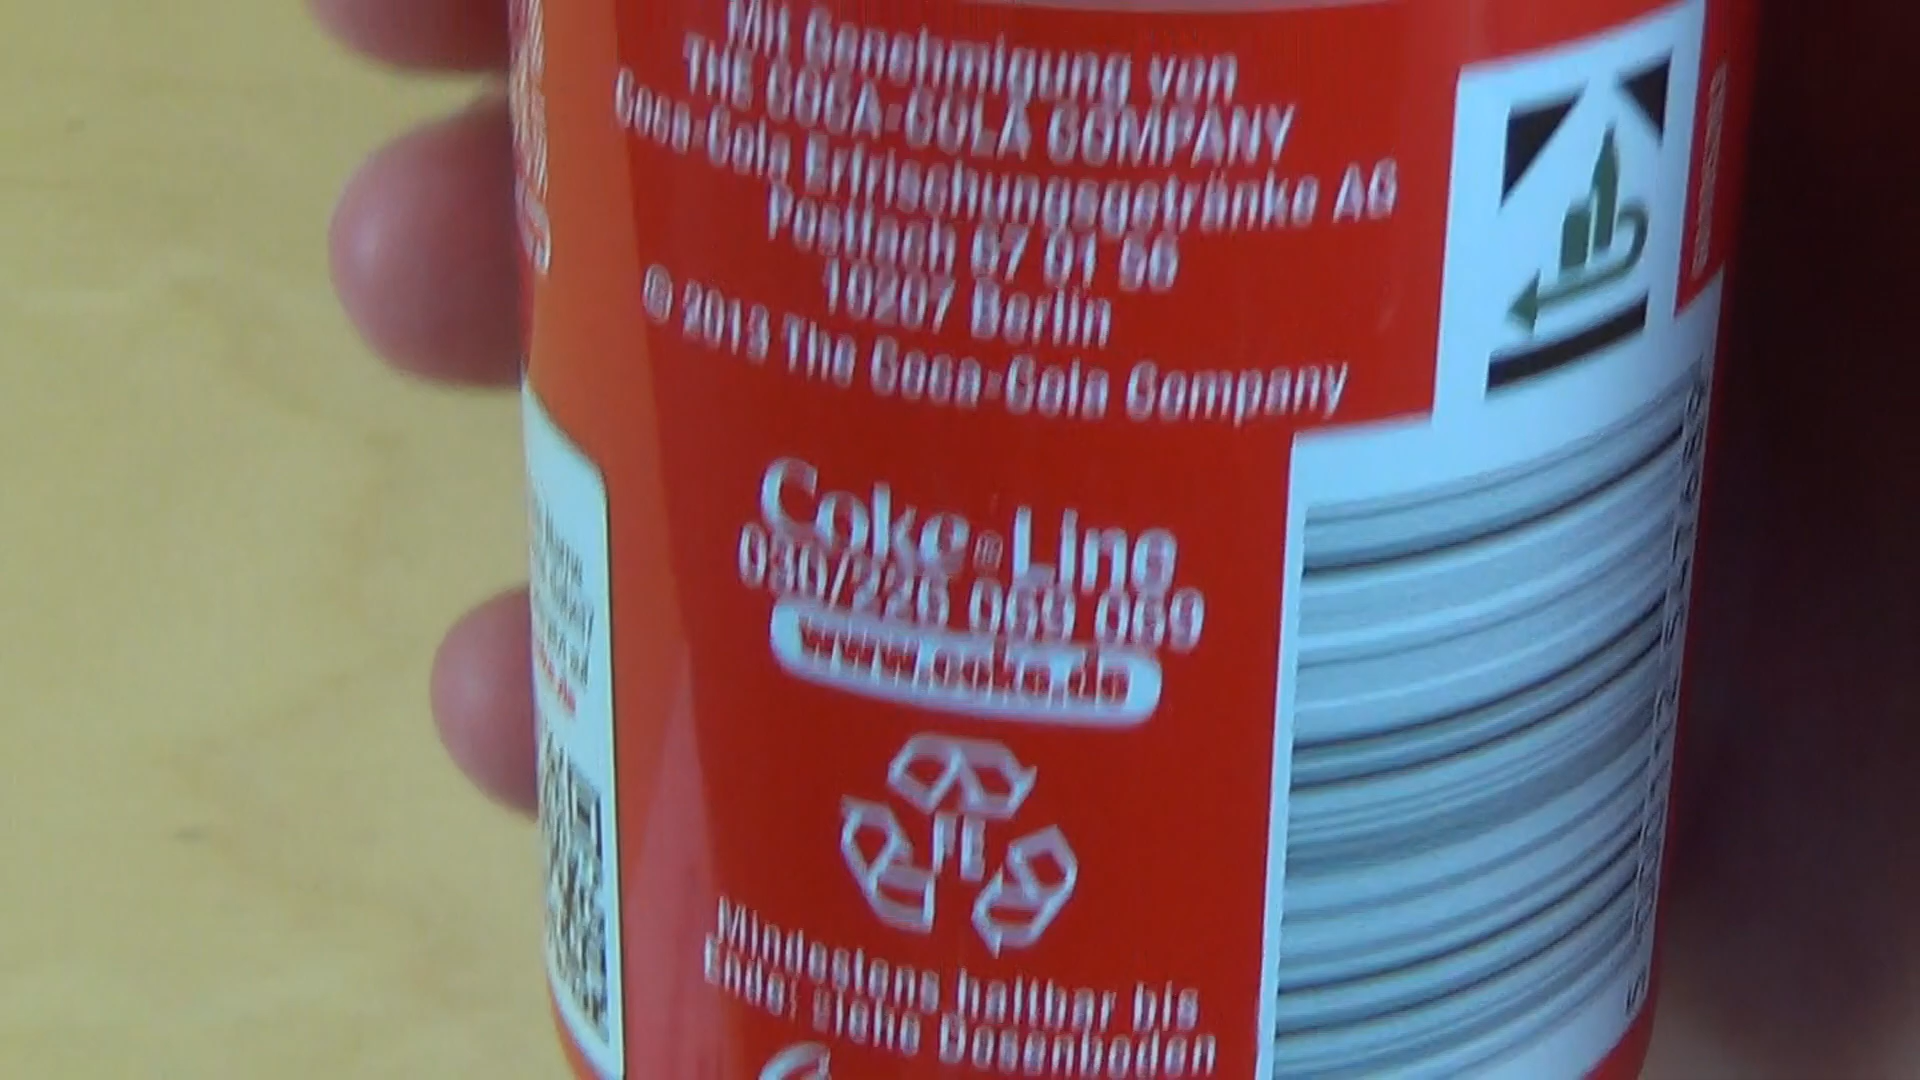 Mit Genehmigung von
THE COCA-COLA COMPANY
Coca-Cola Erfrischungsgetränke AG
Postfach 67 01 56
10207 Berlin
© 2013 The Coca-Cola Company
Coke ® Line
030/226 069 069
www.coke.de
FE
Mindestens haltbar bis
Ende: siehe Dosenboden